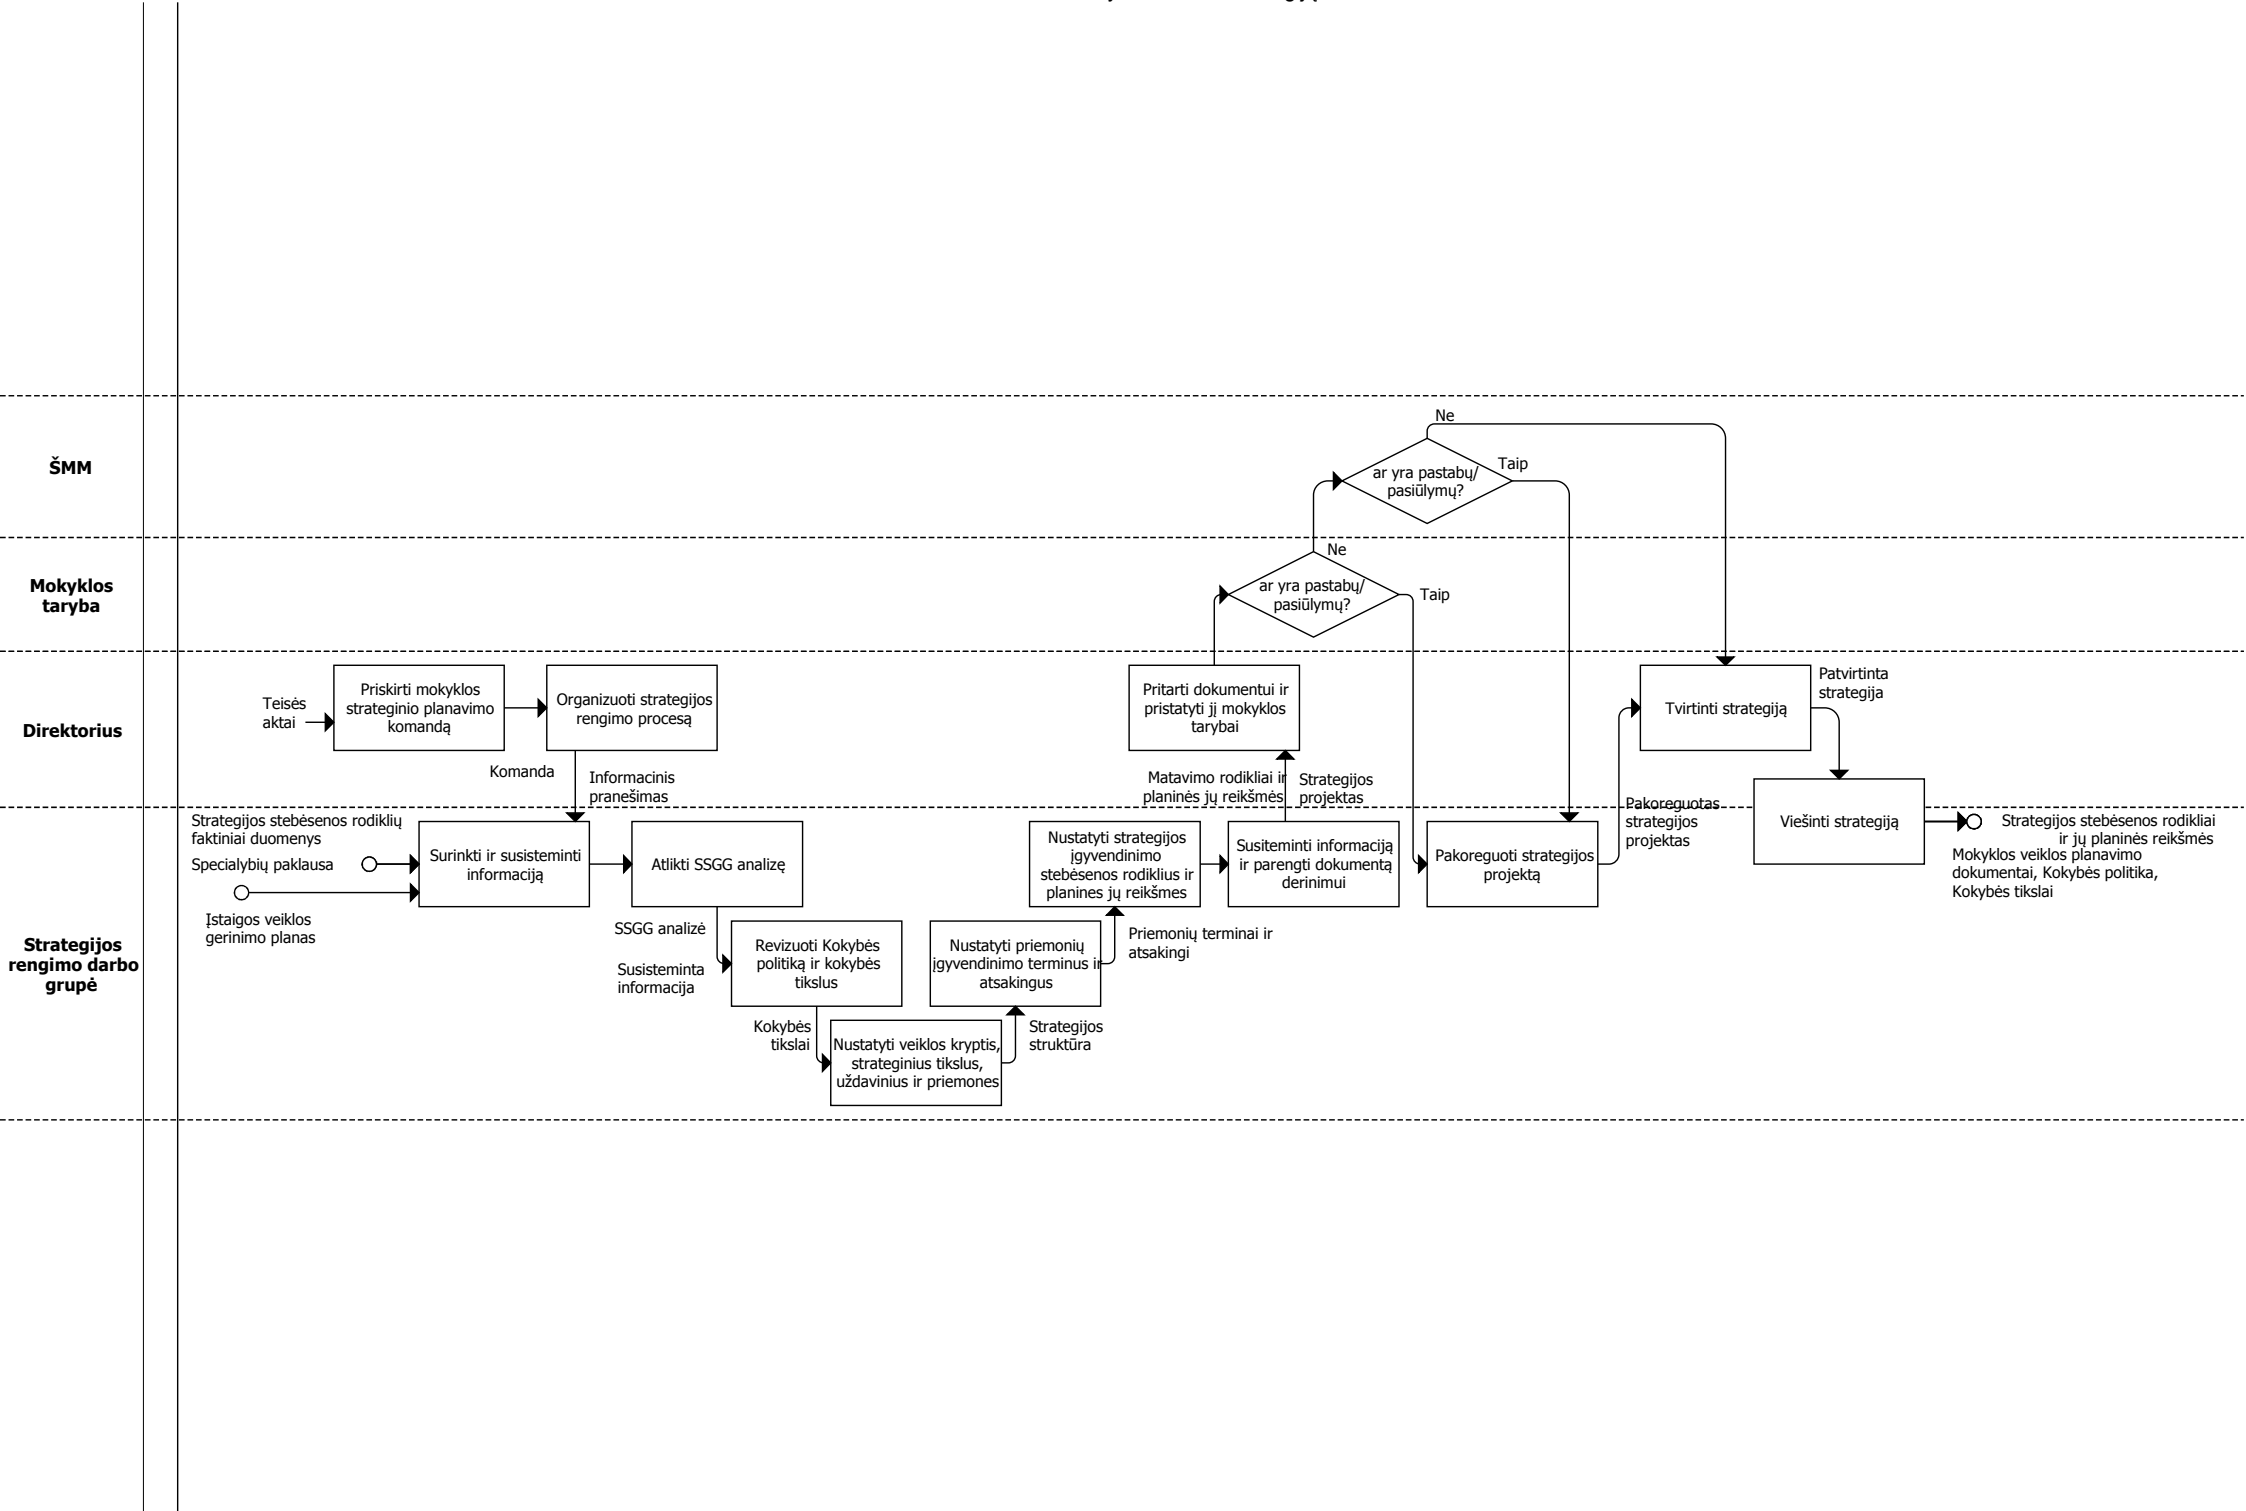 Ne
ŠMM
ar yra pastabų/
pasiūlymų?
Taip
Ne
Mokyklos
taryba
ar yra pastabų/
pasiūlymų?
Taip
Direktorius
Teisės
aktai
Priskirti mokyklos
strateginio planavimo
komandą
Organizuoti strategijos
rengimo procesą
Pritarti dokumentui ir
pristatyti jį mokyklos
tarybai
Tvirtinti strategiją
Patvirtinta
strategija
Komanda
Informacinis
pranešimas
Matavimo rodikliai ir
planinės jų reikšmės
Strategijos
projektas
Pakoreguotas
strategijos
projektas
Viešinti strategiją
Strategijos stebėsenos rodikliai
ir jų planinės reikšmės
Mokyklos veiklos planavimo
dokumentai, Kokybės politika,
Kokybės tikslai
Strategijos
rengimo darbo
grupė
Strategijos stebėsenos rodiklių
faktiniai duomenys
Specialybių paklausa
Įstaigos veiklos
gerinimo planas
Surinkti ir susisteminti
informaciją
Atlikti SSGG analizę
SSGG analizė
Susisteminta
informacija
Revizuoti Kokybės
politiką ir kokybės
tikslus
Kokybės
tikslai
Nustatyti veiklos kryptis,
strateginius tikslus,
uždavinius ir priemones
Strategijos
struktūra
Nustatyti priemonių
įgyvendinimo terminus ir
atsakingus
Priemonių terminai ir
atsakingi
Nustatyti strategijos
įgyvendinimo
stebėsenos rodiklius ir
planines jų reikšmes
Susiteminti informaciją
ir parengti dokumentą
derinimui
Pakoreguoti strategijos
projektą